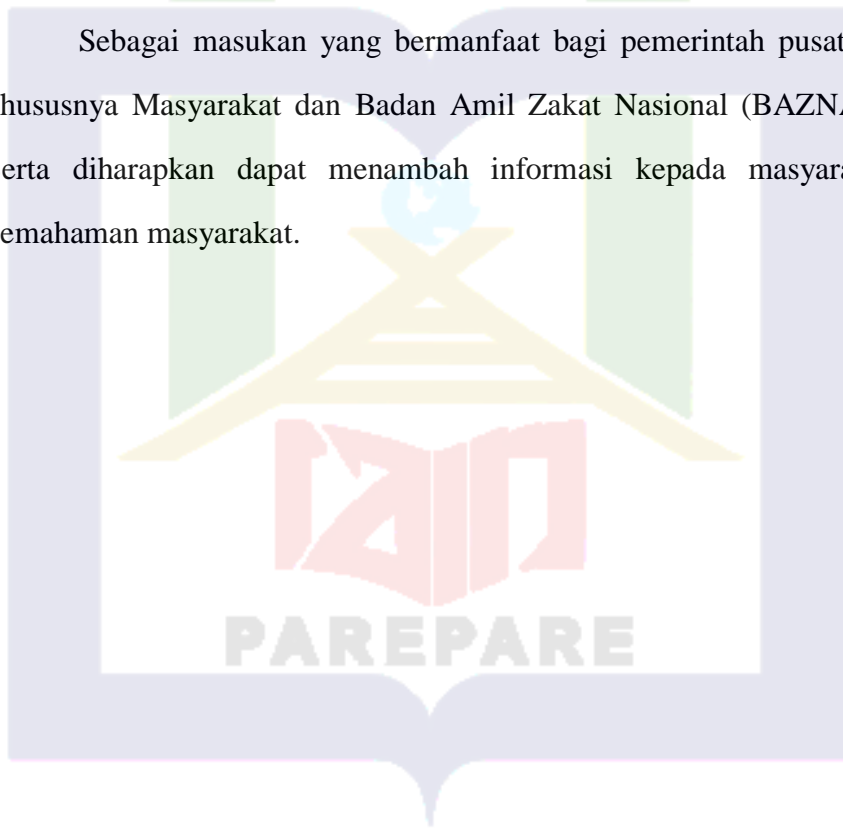 Sebagai masukan yang bermanfaat bagi pemerintah pusat
hususnya Masyarakat dan Badan Amil Zakat Nasional (BAZNA
erta diharapkan dapat menambah informasi kepada masyara
emahaman masyarakat.
iain
PAREPARE